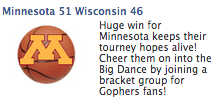 Minnesota 51 Wisconsin 46
M
Huge win for
Minnesota keeps their
tourney hopes alive!
Cheer them on into the
Big Dance by joining a
bracket group for
Gophers fans!